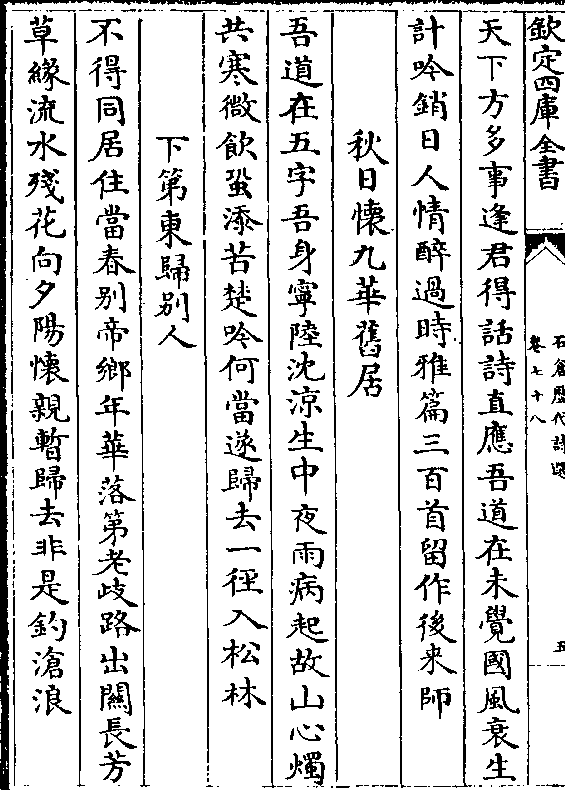 欽定四庫全書
石倉歷代詩選
卷七十八
五
天下方多事逢君得話詩直應吾道在未覺國風衰生
計吟銷日人情醉過時雅篇三百首留作後来師
秋日懷九華舊居
吾道在五字吾身寧陸沈涼生中夜雨病起故山心燭
共寒微飲蛩添苦楚吟何當遂歸去一徑入松林
下第東歸别人
不得同居住當春别帝鄉年華落第老歧路出關長芳
草緣流水殘花向夕陽懷親暫歸去非是釣滄浪